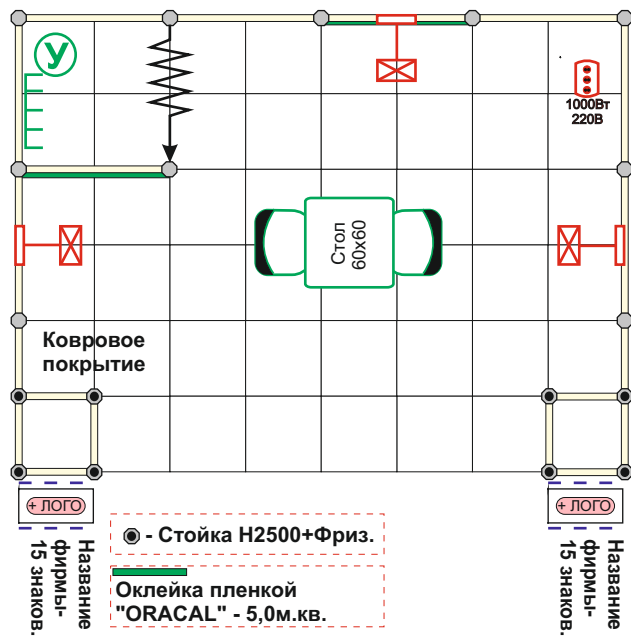 У
1000Вт
220В
Стол
60х60
Ковровое
покрытие
+ ЛОГО
+ ЛОГО
Название
фирмы-
15 знаков.
Название
фирмы-
15 знаков.
- Стойка Н2500+Фриз.
Оклейка пленкой
"ORACAL" - 5,0м.кв.